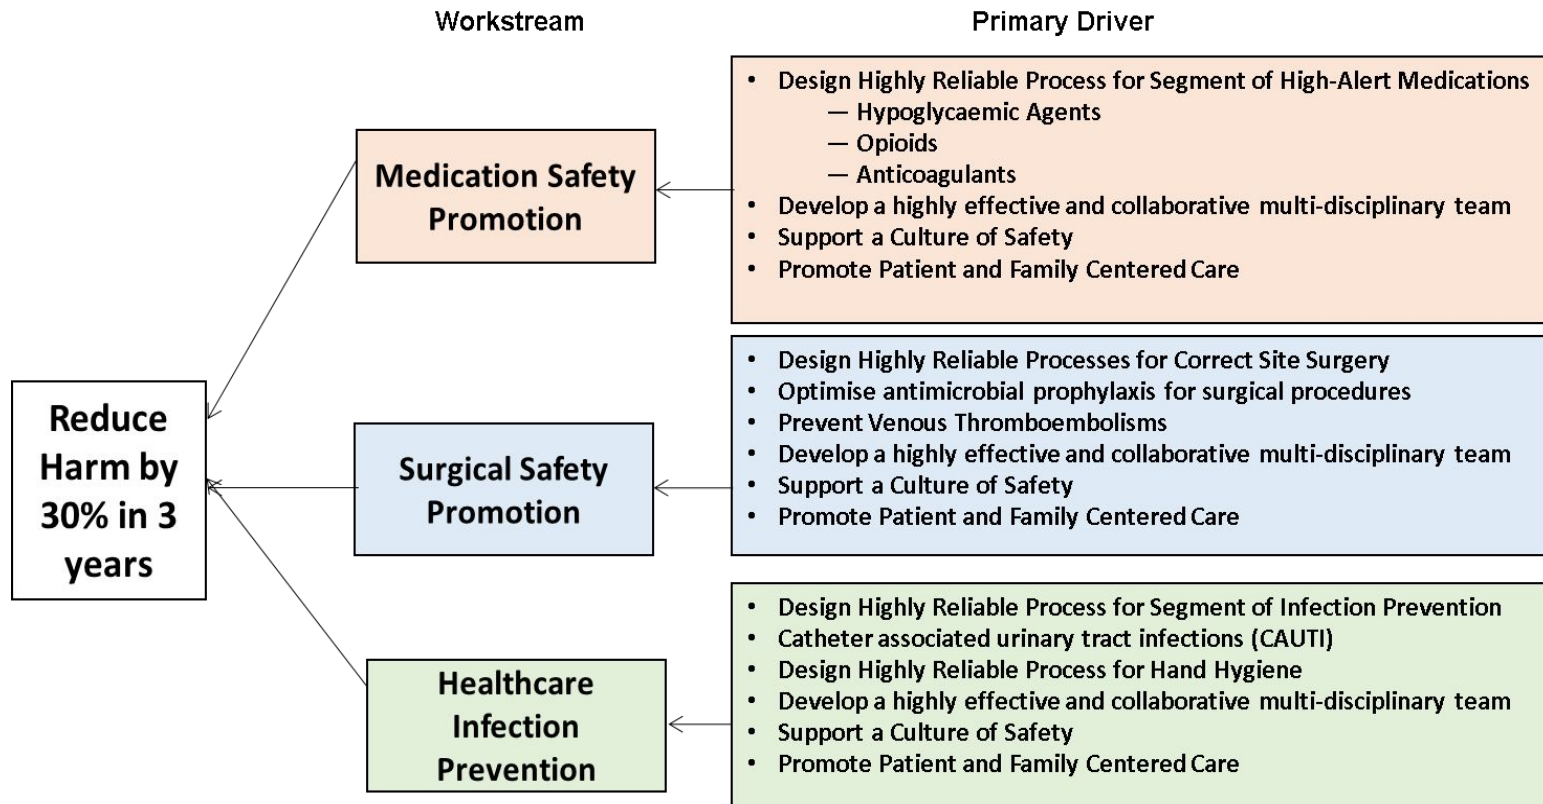 Workstream
Primary Driver
Reduce
Harm by
30% in 3
years
Medication Safety
Promotion
• Design Highly Reliable Process for Segment of High-Alert Medications
— Hypoglycaemic Agents
— Opioids
— Anticoagulants
• Develop a highly effective and collaborative multi-disciplinary team
• Support a Culture of Safety
• Promote Patient and Family Centered Care
Surgical Safety
Promotion
• Design Highly Reliable Processes for Correct Site Surgery
• Optimise antimicrobial prophylaxis for surgical procedures
• Prevent Venous Thromboembolisms
• Develop a highly effective and collaborative multi-disciplinary team
• Support a Culture of Safety
• Promote Patient and Family Centered Care
Healthcare
Infection
Prevention
• Design Highly Reliable Process for Segment of Infection Prevention
• Catheter associated urinary tract infections (CAUTI)
• Design Highly Reliable Process for Hand Hygiene
• Develop a highly effective and collaborative multi-disciplinary team
• Support a Culture of Safety
• Promote Patient and Family Centered Care